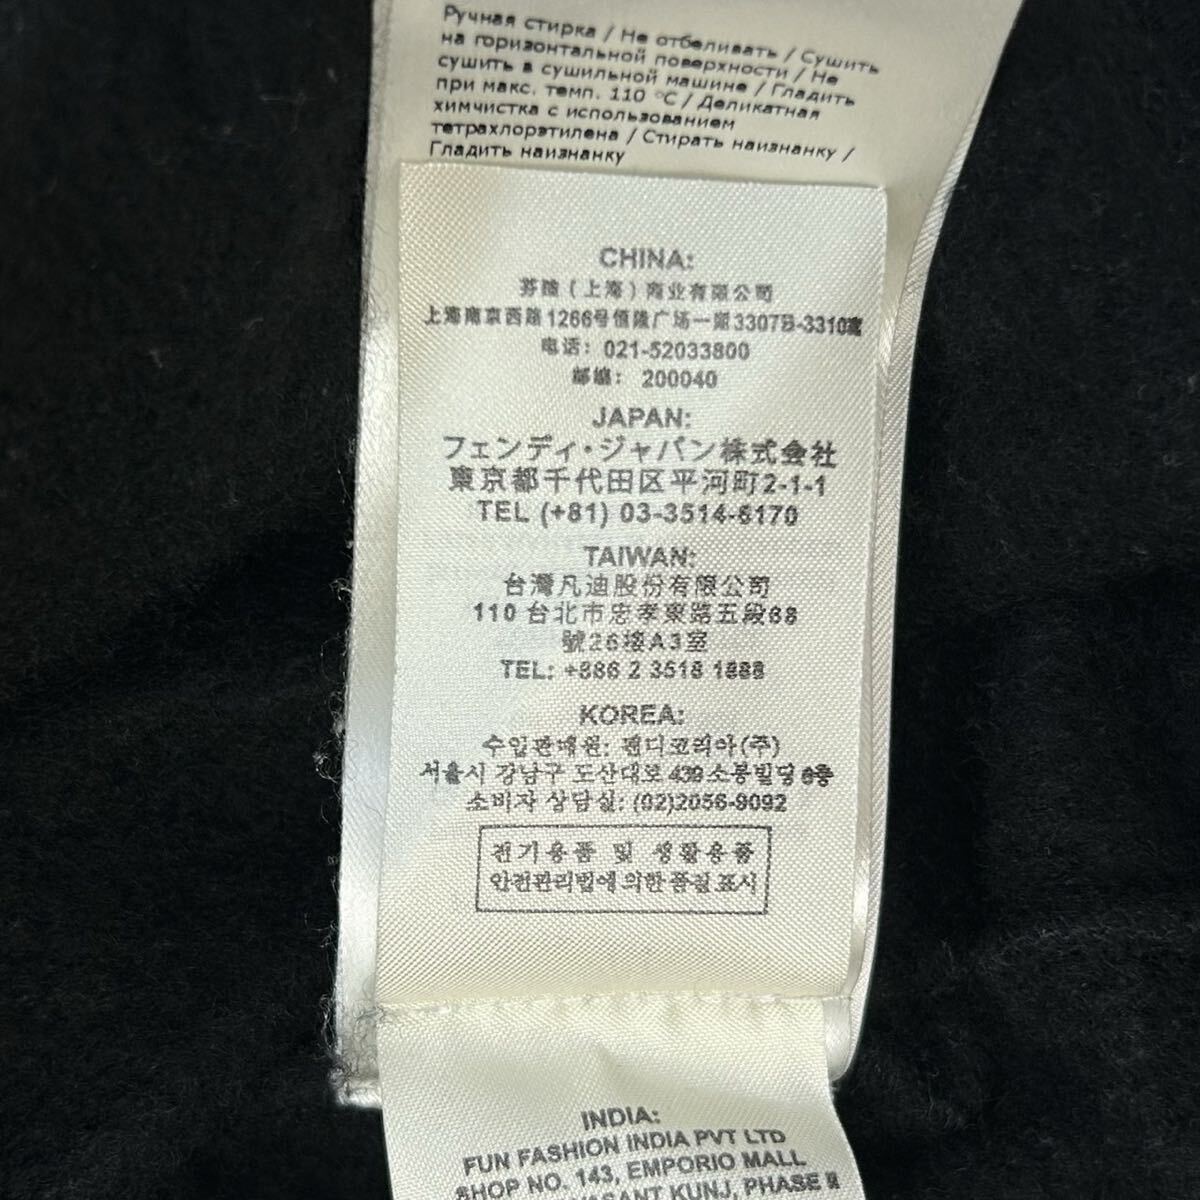 Ручная стирка / Не отбеливать / Сушить
на горизонтальной поверхности / Не
сушить в сушильной машине / Гладить
при макс. темп. 110 °C / Деликатная
химчистка с использованием
тетрахлорэтилена / Стирать наизнанку /
Гладить наизнанку
CHINA:
芬迪（上海）商业有限公司
上海南京西路1266号恒隆广场一期3307B-3310室
电话: 021-52033800
邮编: 200040
JAPAN:
フェンディ・ジャパン株式会社
東京都千代田区平河町2-1-1
TEL (+81) 03-3514-6170
TAIWAN:
台灣凡迪股份有限公司
110 台北市忠孝東路五段68
號26樓A3室
TEL: +886 2 3518 1888
KOREA:
수입판매원: 펜디코리아(주)
서울시 강남구 도산대로 439 소봉빌딩 6층
소비자 상담실: (02)2056-9092
전기용품 및 생활용품
안전관리법에 의한 품질표시
INDIA:
FUN FASHION INDIA PVT LTD
SHOP NO. 143, EMPORIO MALL
VASANT KUNJ, PHASE II